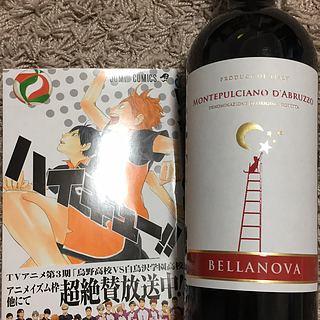 JUMP COMICS
ハイキュー!!
TVアニメ第3期「烏野高校VS白鳥沢学園高校
アニメイズム枠
他にて
超絶賛放送中!
PRODUCT OF ITALY
MONTEPULCIANO D'ABRUZZO
DENOMINAZIONE DI ORIGINE PROTETTA
BELLANOVA